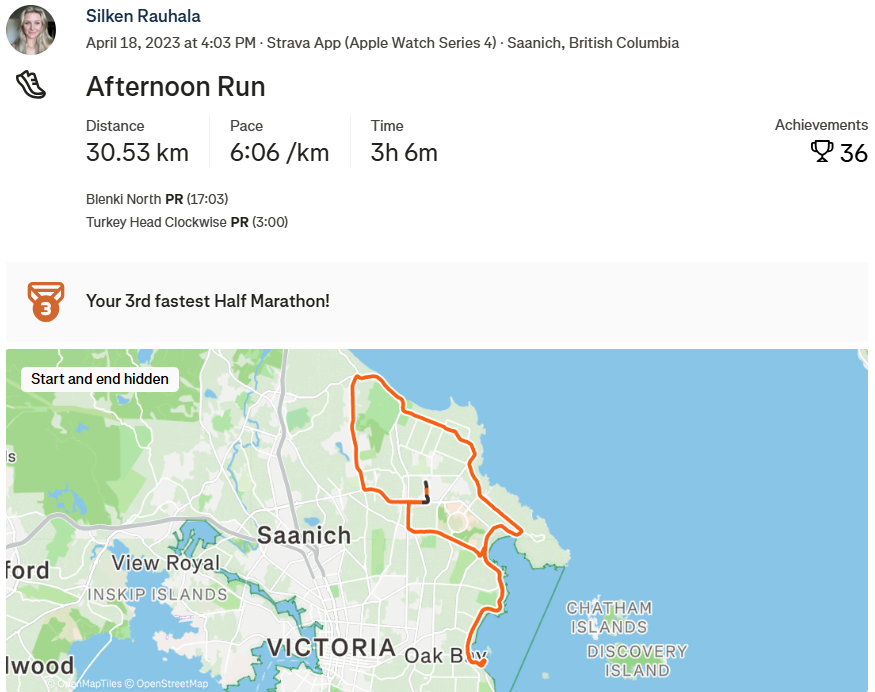 Silken Rauhala
April 18, 2023 at 4:03 PM · Strava App (Apple Watch Series 4) · Saanich, British Columbia
Afternoon Run
Distance
Pace
Time
Achievements
30.53 km
6:06 /km
3h 6m
36
Blenki North PR (17:03)
Turkey Head Clockwise PR (3:00)
3
Your 3rd fastest Half Marathon!
Start and end hidden
ls
Saanich
View Royal
ford
INSKIP ISLANDS
CHATHAM
ISLANDS
VICTORIA
Oak Bay
DISCOVERY
ISLAND
lwood
© OpenMapTiles © OpenStreetMap